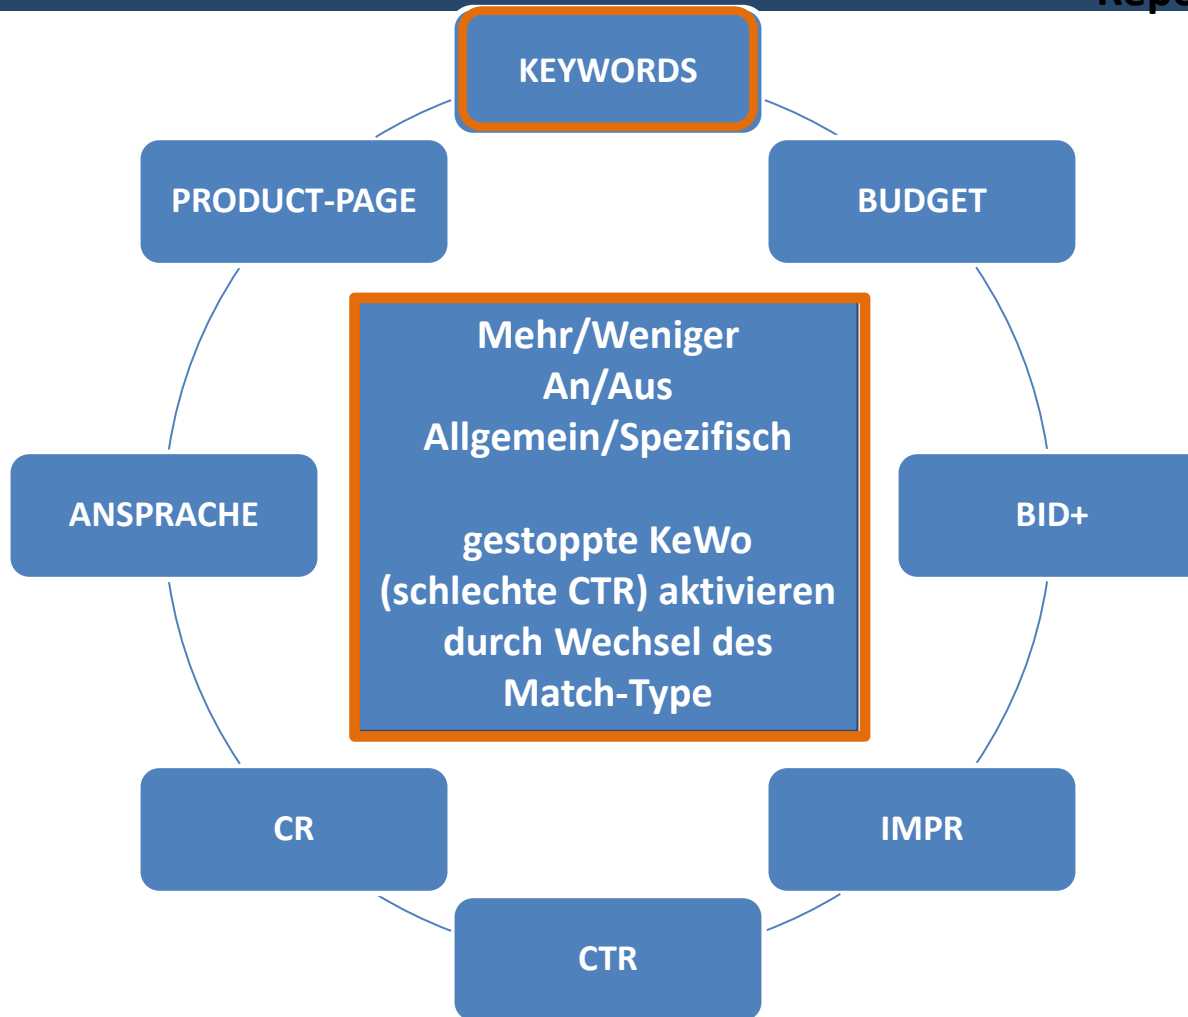 KEYWORDS
PRODUCT-PAGE
BUDGET
Mehr/Weniger
An/Aus
Allgemein/Spezifisch
gestoppte KeWo
(schlechte CTR) aktivieren
durch Wechsel des
Match-Type
ANSPRACHE
BID+
CR
IMPR
CTR